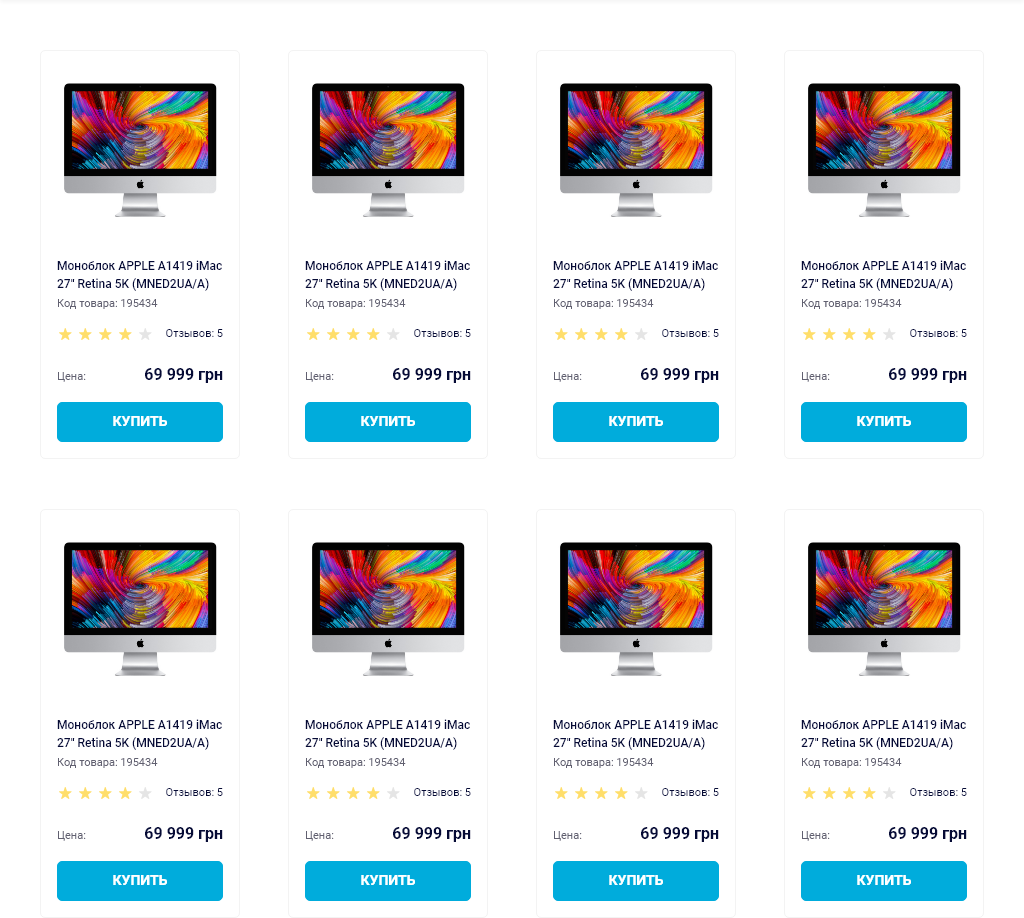 Моноблок APPLE A1419 iMac
27" Retina 5K (MNED2UA/A)
Код товара: 195434
Отзывов: 5
Цена: 69 999 грн
КУПИТЬ
Моноблок APPLE A1419 iMac
27" Retina 5K (MNED2UA/A)
Код товара: 195434
Отзывов: 5
Цена: 69 999 грн
КУПИТЬ
Моноблок APPLE A1419 iMac
27" Retina 5K (MNED2UA/A)
Код товара: 195434
Отзывов: 5
Цена: 69 999 грн
КУПИТЬ
Моноблок APPLE A1419 iMac
27" Retina 5K (MNED2UA/A)
Код товара: 195434
Отзывов: 5
Цена: 69 999 грн
КУПИТЬ
Моноблок APPLE A1419 iMac
27" Retina 5K (MNED2UA/A)
Код товара: 195434
Отзывов: 5
Цена: 69 999 грн
КУПИТЬ
Моноблок APPLE A1419 iMac
27" Retina 5K (MNED2UA/A)
Код товара: 195434
Отзывов: 5
Цена: 69 999 грн
КУПИТЬ
Моноблок APPLE A1419 iMac
27" Retina 5K (MNED2UA/A)
Код товара: 195434
Отзывов: 5
Цена: 69 999 грн
КУПИТЬ
Моноблок APPLE A1419 iMac
27" Retina 5K (MNED2UA/A)
Код товара: 195434
Отзывов: 5
Цена: 69 999 грн
КУПИТЬ